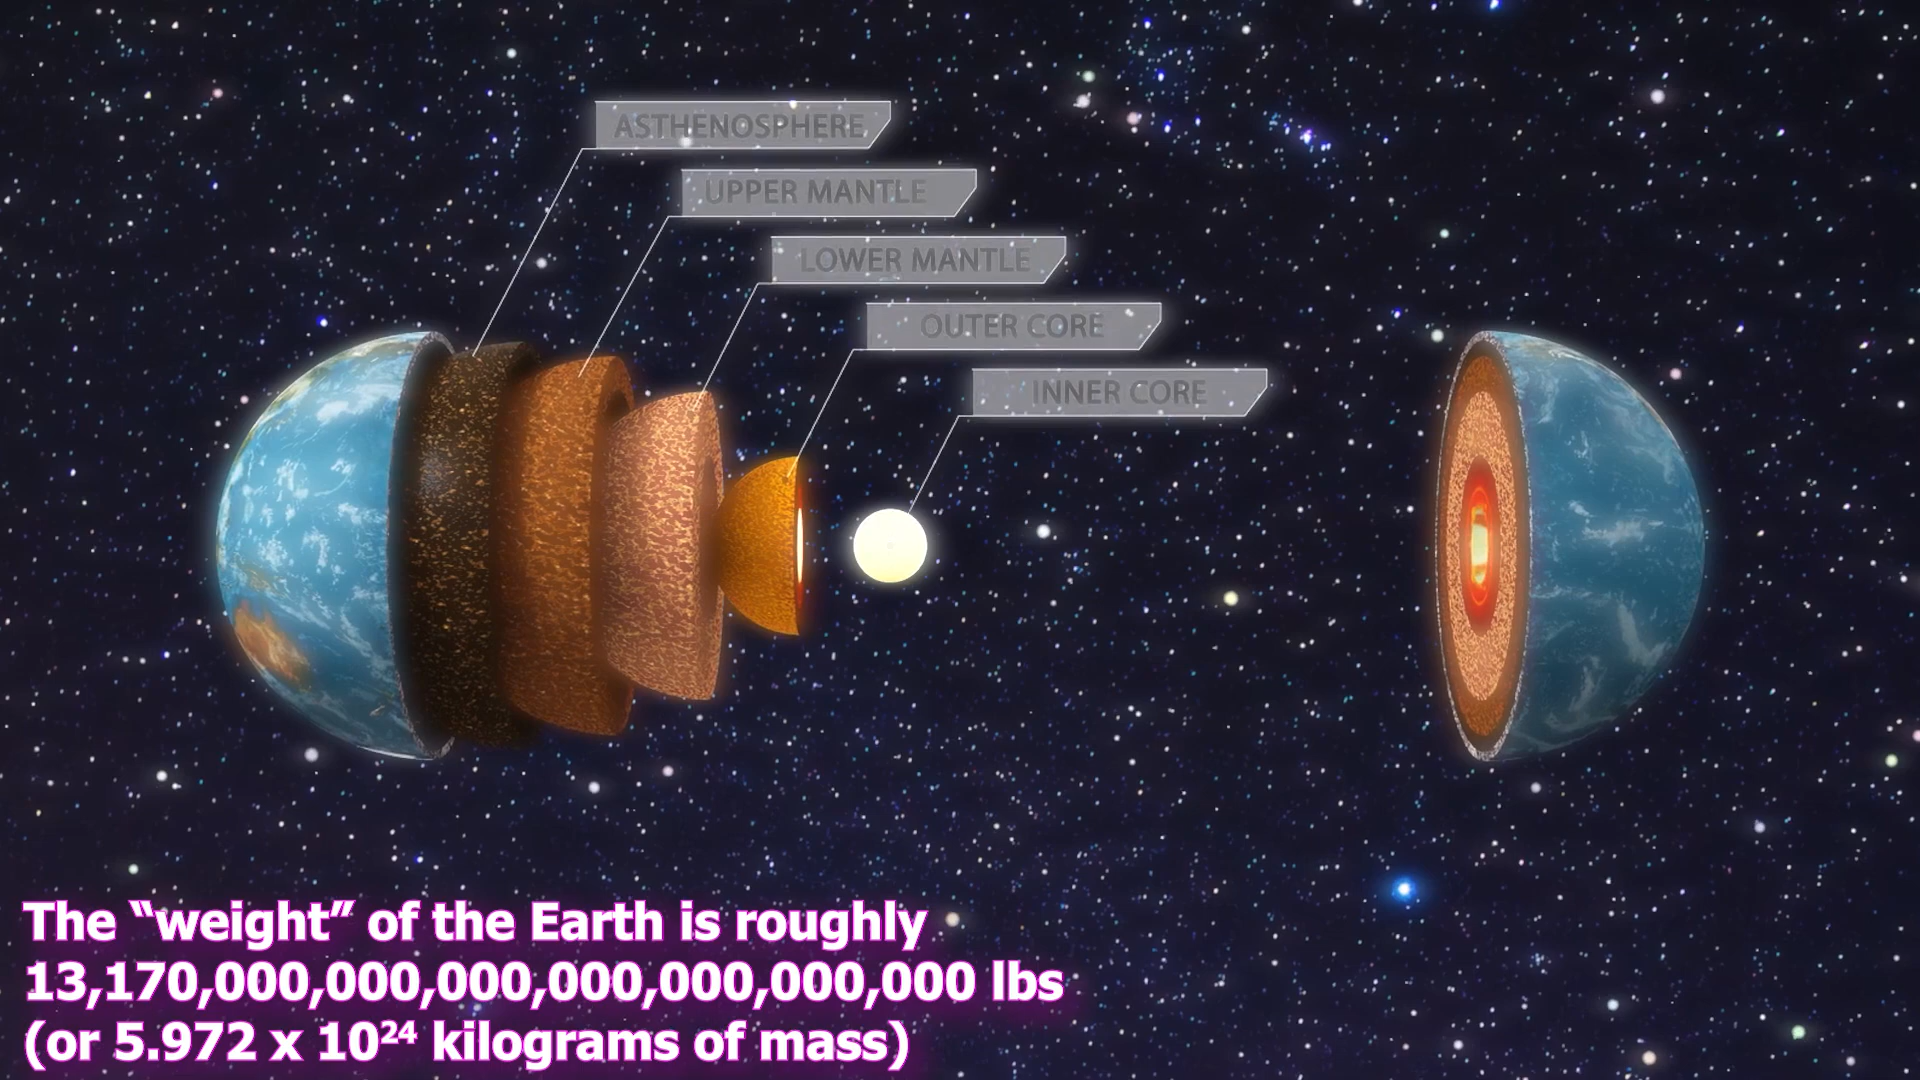 ASTHENOSPHERE
UPPER MANTLE
LOWER MANTLE
OUTER CORE
INNER CORE
The “weight” of the Earth is roughly
13,170,000,000,000,000,000,000,000 lbs
(or 5.972 x 10²⁴ kilograms of mass)